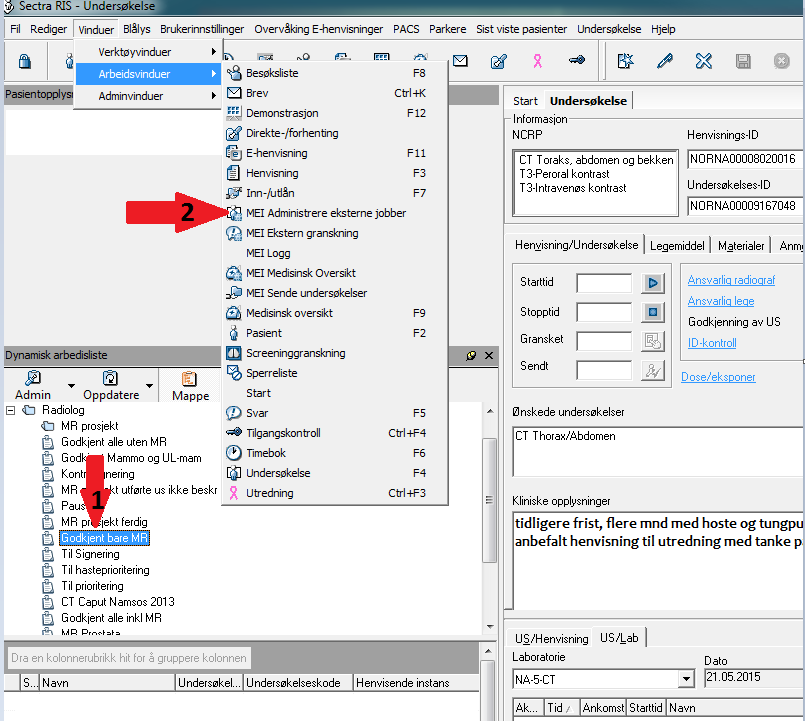 Sectra RIS - Undersøkelse
Fil Rediger Vinduer Blålys Brukerinnstillinger Overvåking E-henvisninger PACS Parkere Sist viste pasienter Undersøkelse Hjelp
Verktøyvinduer
Arbeidsvinduer
Adminvinduer
Pasientopplysn
Besøksliste F8
Brev Ctrl+K
Demonstrasjon F12
Direkte-/forhenting
E-henvisning F11
Henvisning F3
Inn-/utlån F7
2
MEI Administrere eksterne jobber
MEI Ekstern granskning
MEI Logg
MEI Medisinsk Oversikt
MEI Sende undersøkelser
Medisinsk oversikt F9
Pasient F2
Screeninggranskning
Sperreliste
Start
Svar F5
Tilgangskontroll Ctrl+F4
Timebok F6
Undersøkelse F4
Utredning Ctrl+F3
Dynamisk arbedisliste
Admin Oppdatere Mappe
Radiolog
MR prosjekt
Godkjent alle uten MR
Godkjent Mammo og UL-mam
MR prosjekt utførte us ikke beskr
1
MR prosjekt ferdig
Godkjent bare MR
Til Signering
Til hasteprioritering
Til prioritering
CT Caput Namsos 2013
Godkjent alle inkl MR
MR Prostata
Dra en kolonnerubrikk hit for å gruppere kolonnen
S... Navn Undersøkel... Undersøkelseskode Henvisende instans
Start Undersøkelse
Informasjon
NCRP
CT Toraks, abdomen og bekken
T3-Peroral kontrast
T3-Intravenøs kontrast
Henvisnings-ID
NORNA00008020016
Undersøkelses-ID
NORNA00009167048
Henvisning/Undersøkelse Legemiddel Materialer Anm
Starttid
Stopptid
Gransket
Sendt
Ansvarlig radiograf
Ansvarlig lege
Godkjenning av US
ID-kontroll
Dose/eksponer
Ønskede undersøkelser
CT Thorax/Abdomen
Kliniske opplysninger
tidligere frist, flere mnd med hoste og tungpu
anbefalt henvisning til utredning med tanke p
US/Henvisning US/Lab
Laboratorie
NA-5-CT
Dato
21.05.2015
Ak... Tid Ankomst Starttid Navn